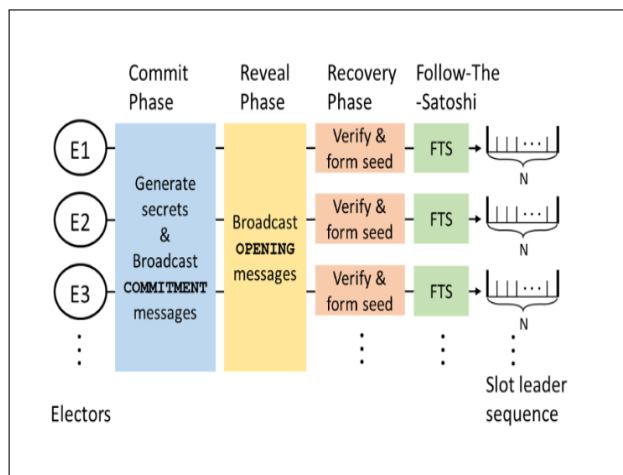 Commit
Phase
Reveal
Phase
Recovery
Phase
Follow-The
-Satoshi
E1
E2
E3
Generate
secrets
&
Broadcast
COMMITMENT
messages
Broadcast
OPENING
messages
Verify &
form seed
FTS
N
Verify &
form seed
FTS
N
Verify &
form seed
FTS
N
Electors
Slot leader
sequence